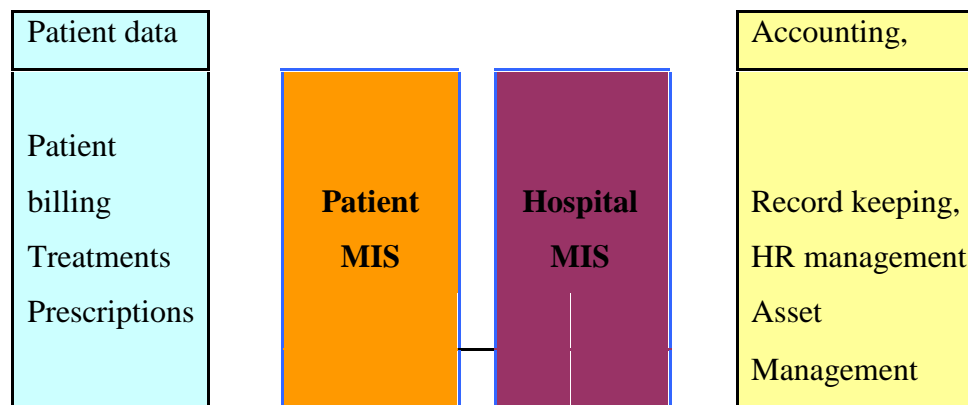 Patient data
Patient
billing
Treatments
Prescriptions
Patient
MIS
Hospital
MIS
Accounting,
Record keeping,
HR management
Asset
Management